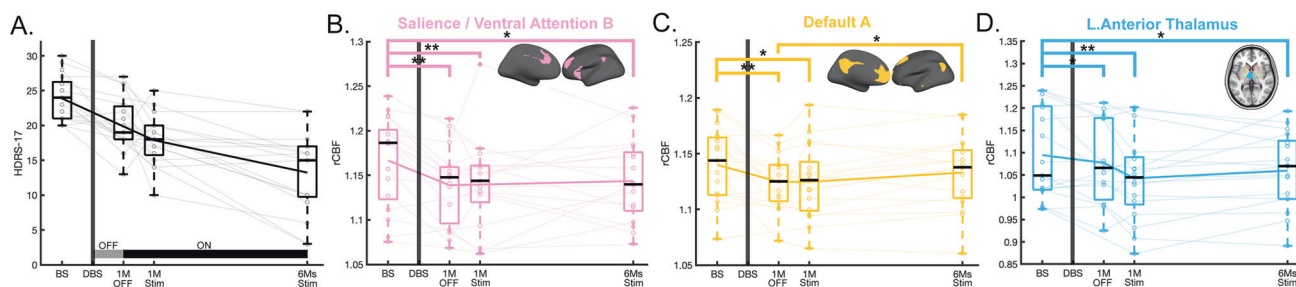 A.
HDRS-17
30
25
20
15
10
5
0
OFF
ON
BS
DBS
1M
OFF
1M
Stim
6Ms
Stim
B.
Salience / Ventral Attention B
rCBF
1.3
1.25
1.2
1.15
1.1
1.05
*
**
**
BS
DBS
1M
OFF
1M
Stim
6Ms
Stim
C.
Default A
rCBF
1.25
1.2
1.15
1.1
1.05
*
*
**
BS
DBS
1M
OFF
1M
Stim
6Ms
Stim
D.
L.Anterior Thalamus
rCBF
1.35
1.3
1.25
1.2
1.15
1.1
1.05
1
0.95
0.9
0.85
*
**
*
BS
DBS
1M
OFF
1M
Stim
6Ms
Stim